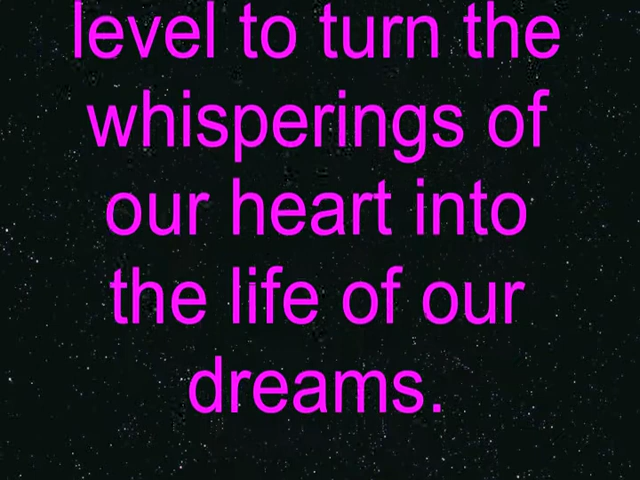 level to turn the
whisperings of
our heart into
the life of our
dreams.